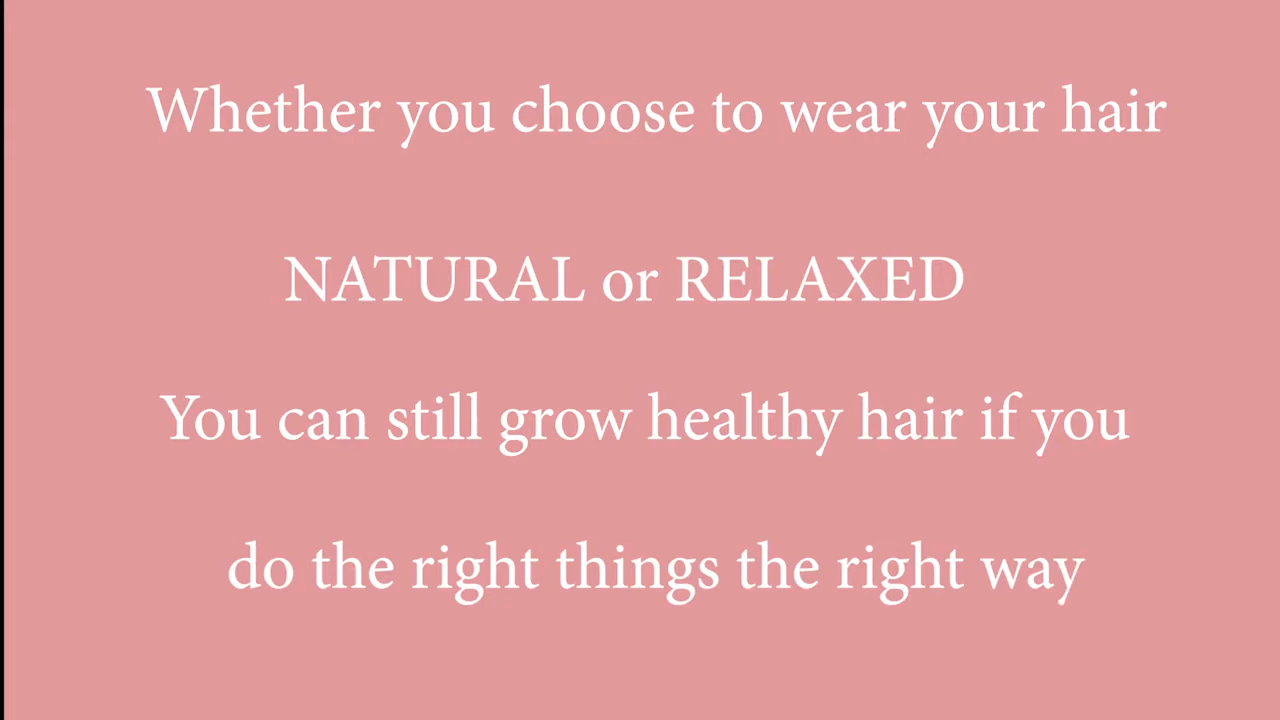 Whether you choose to wear your hair
NATURAL or RELAXED
You can still grow healthy hair if you
do the right things the right way